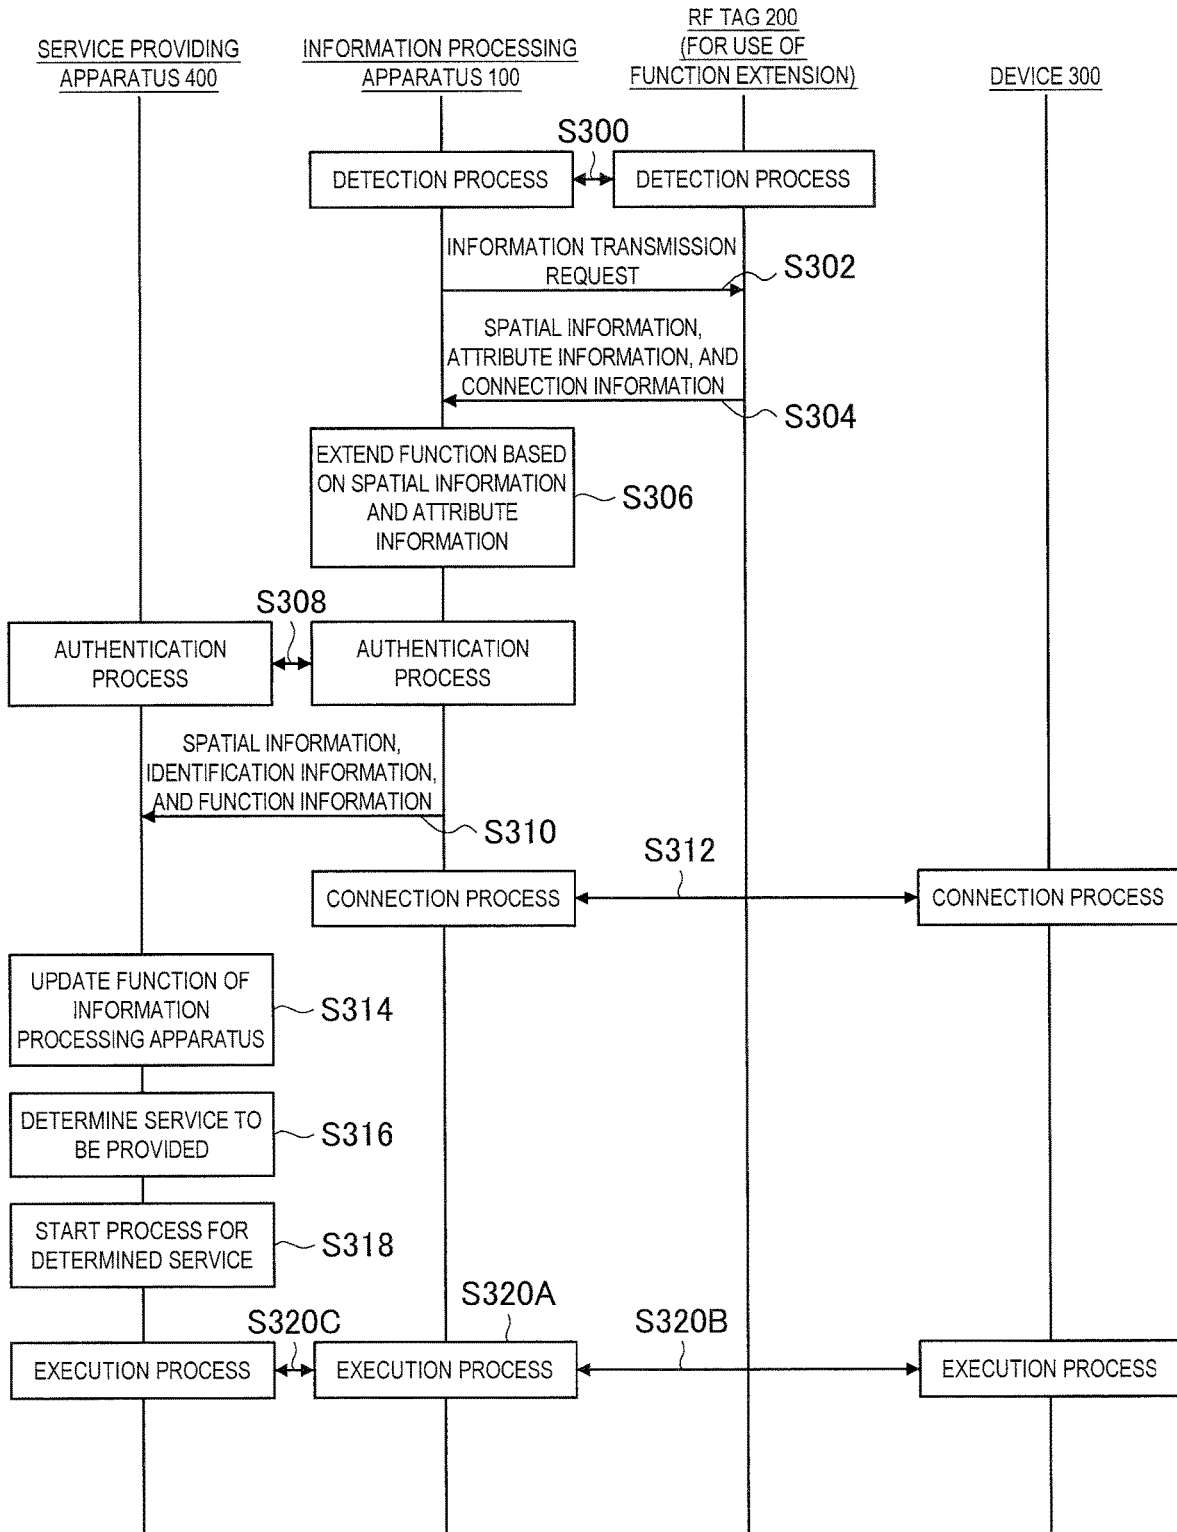 SERVICE PROVIDING
APPARATUS 400
INFORMATION PROCESSING
APPARATUS 100
RF TAG 200
(FOR USE OF
FUNCTION EXTENSION)
DEVICE 300
S300
DETECTION PROCESS
DETECTION PROCESS
INFORMATION TRANSMISSION
REQUEST
S302
SPATIAL INFORMATION,
ATTRIBUTE INFORMATION, AND
CONNECTION INFORMATION
S304
EXTEND FUNCTION BASED
ON SPATIAL INFORMATION
AND ATTRIBUTE
INFORMATION
S306
S308
AUTHENTICATION
PROCESS
AUTHENTICATION
PROCESS
SPATIAL INFORMATION,
IDENTIFICATION INFORMATION,
AND FUNCTION INFORMATION
S310
S312
CONNECTION PROCESS
CONNECTION PROCESS
UPDATE FUNCTION OF
INFORMATION
PROCESSING APPARATUS
S314
DETERMINE SERVICE TO
BE PROVIDED
S316
START PROCESS FOR
DETERMINED SERVICE
S318
S320C
S320A
S320B
EXECUTION PROCESS
EXECUTION PROCESS
EXECUTION PROCESS